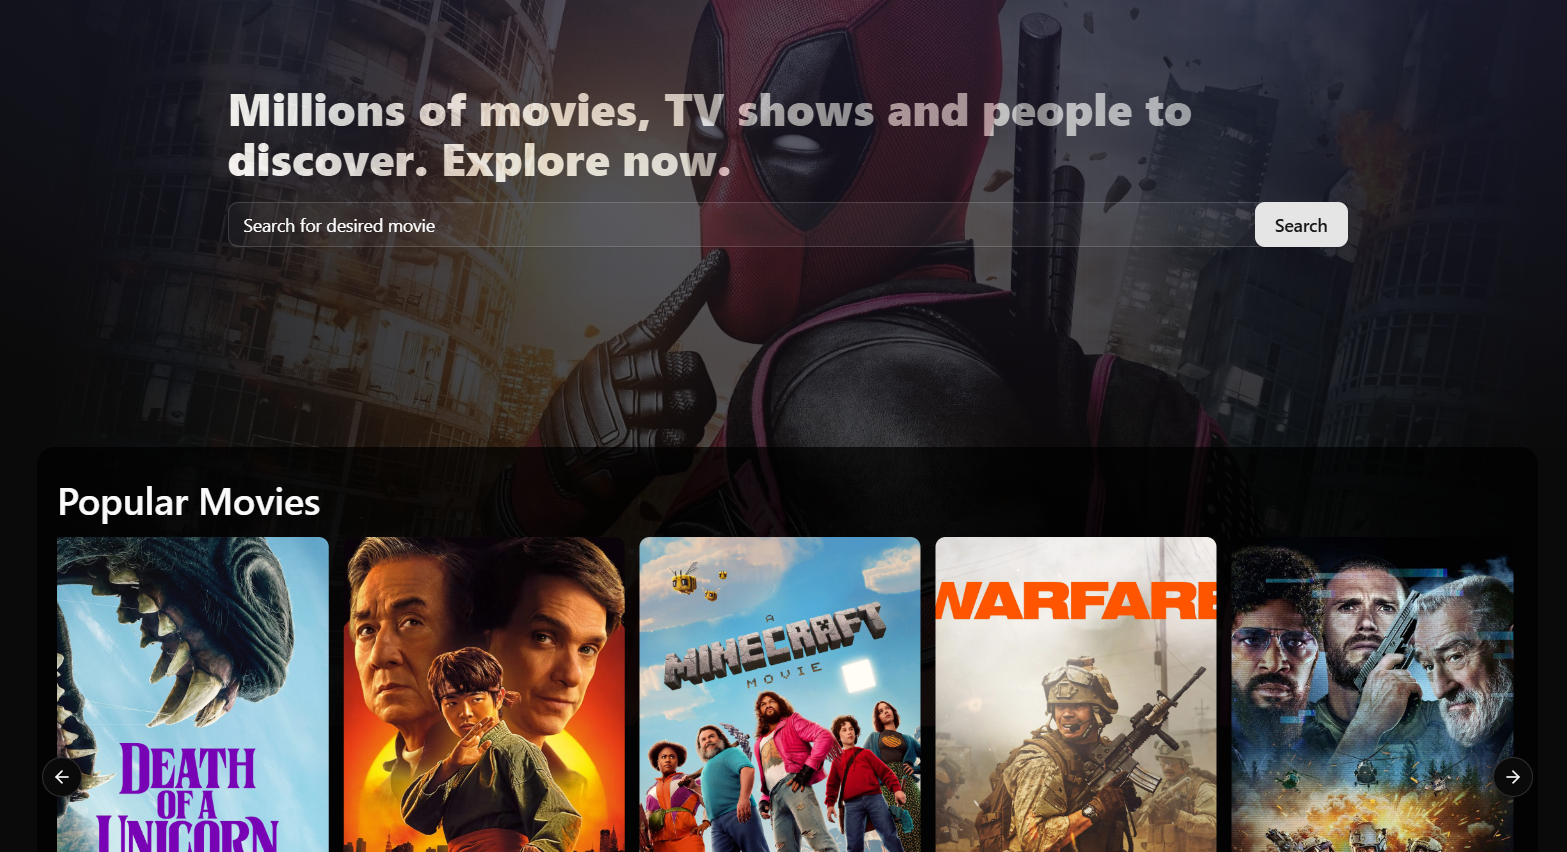 Millions of movies, TV shows and people to
discover. Explore now.
Search for desired movie
Search
Popular Movies
DEATH
OF A
UNICORN
A
MINECRAFT
MOVIE
WARFARE